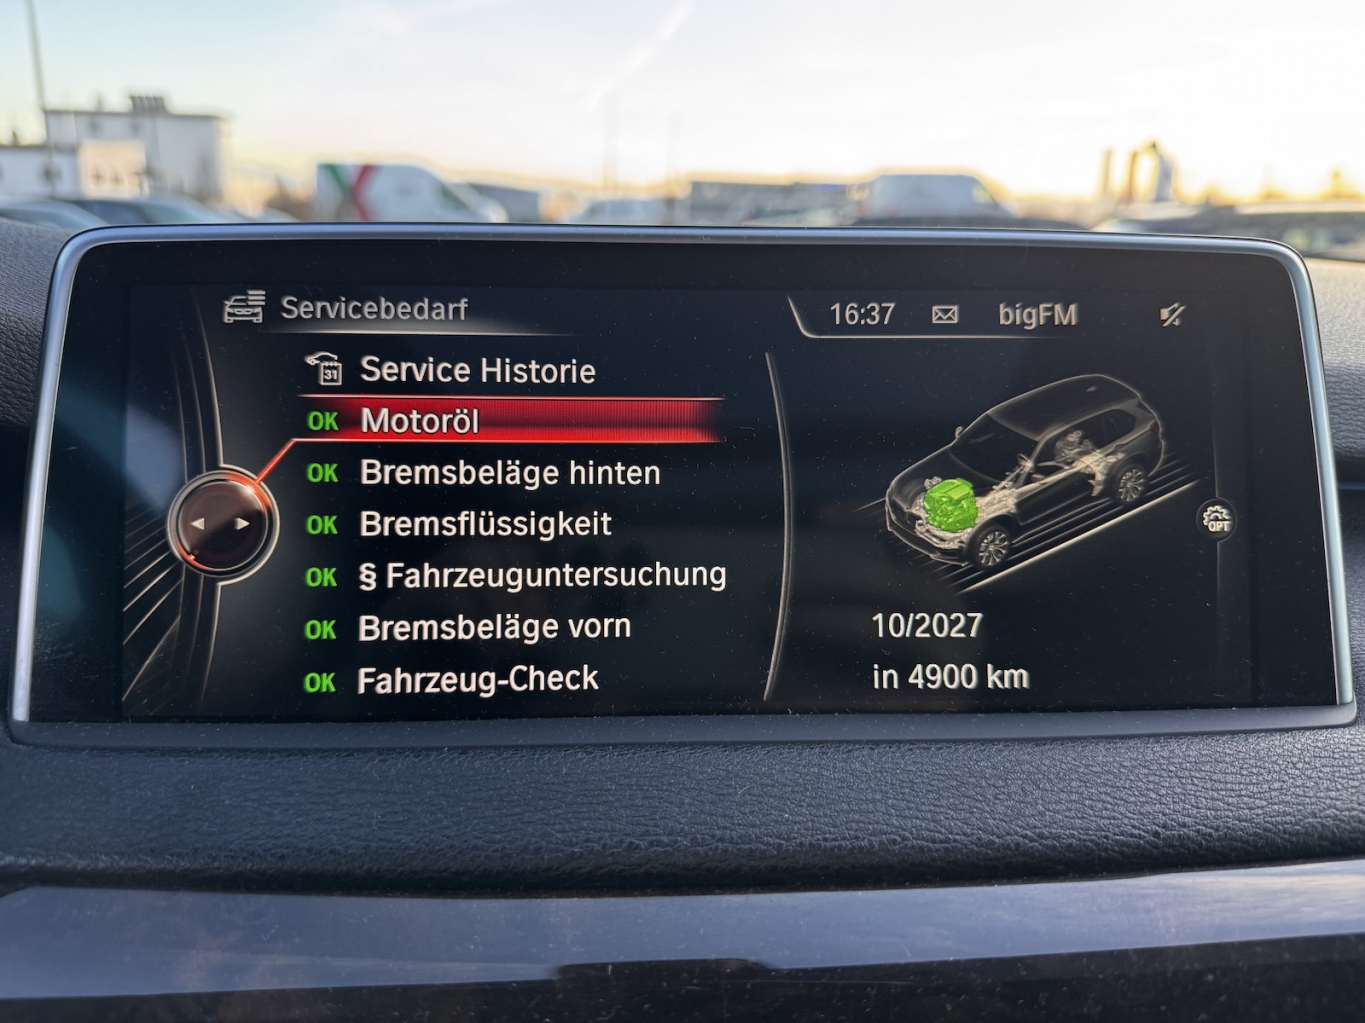 Servicebedarf
16:37 bigFM
31 Service Historie
OK Motoröl
OK Bremsbeläge hinten
OK Bremsflüssigkeit
OK § Fahrzeuguntersuchung
OK Bremsbeläge vorn
OK Fahrzeug-Check
OPT
10/2027
in 4900 km